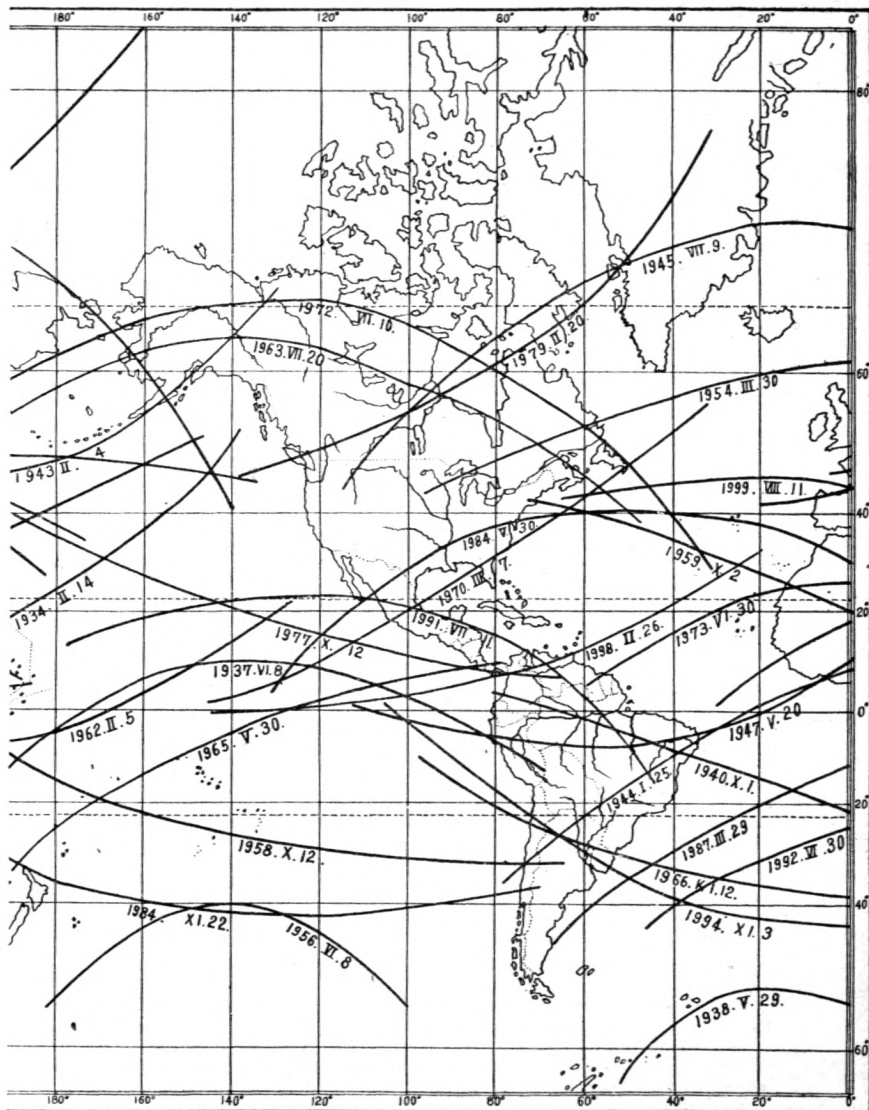 180° 160° 140° 120° 100° 80° 60° 40° 20° 0°
80°
1945. VII. 9.
1972. VII. 10.
1979. II. 20
1963. VII. 20
60°
1954. III. 30
1943 II. 4
1999. VIII. 11.
40°
1984. V. 30.
1959. X. 2
1970. III. 7.
1934. II. 14
20°
1991. VII. 11.
1973. VI. 30
1998. II. 26.
1977. X. 12
1937. VI. 8
0°
1962. II. 5
1947. V. 20
1965. V. 30.
1940. X. 1.
1944. I. 25.
20°
1987. III. 29
1958. X. 12.
1992. VI. 30
1966. XI. 12.
40°
1984. XI. 22.
1994. XI. 3
1956. VI. 8
1938. V. 29.
60°
180° 160° 140° 120° 100° 80° 60° 40° 20° 0°